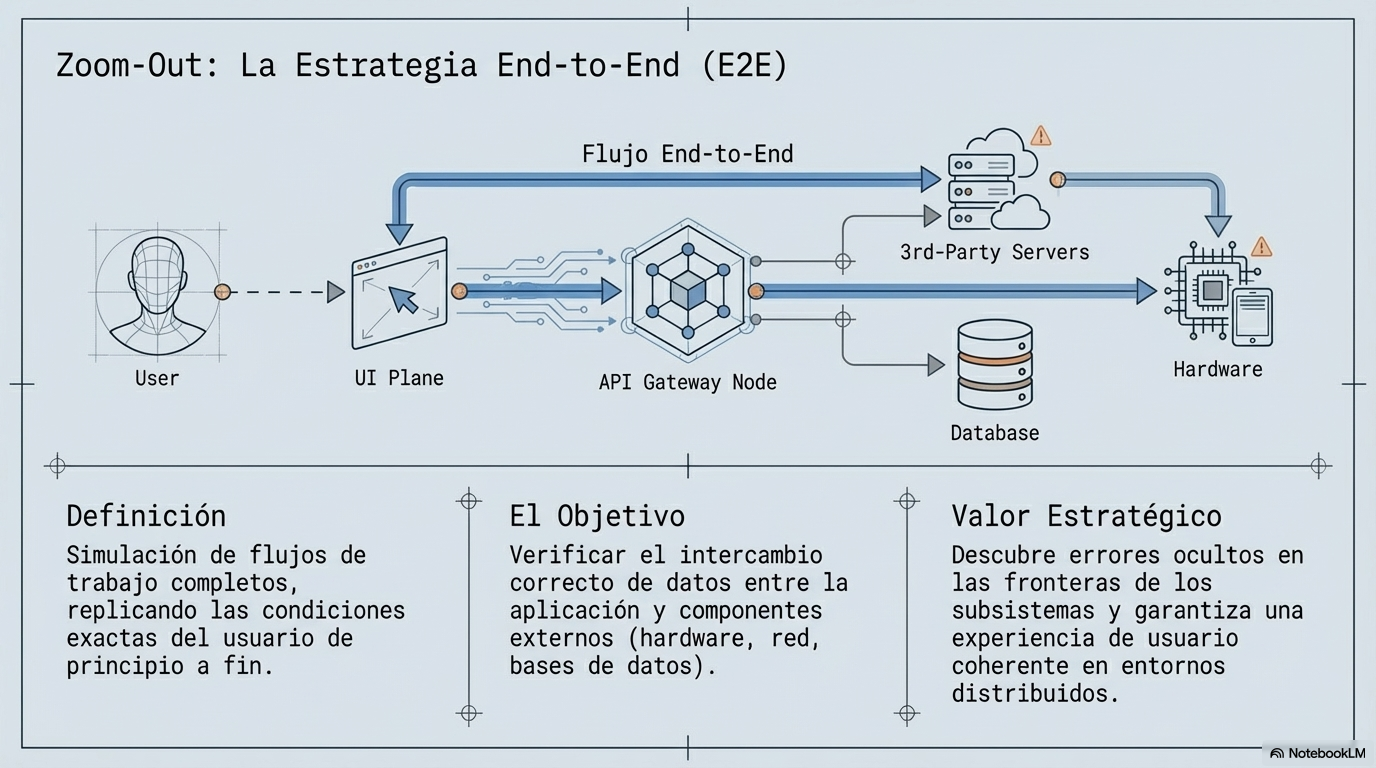 Zoom-Out: La Estrategia End-to-End (E2E)
Flujo End-to-End
3rd-Party Servers
User
UI Plane
API Gateway Node
Hardware
Database
Definición
Simulación de flujos de
trabajo completos,
replicando las condiciones
exactas del usuario de
principio a fin.
El Objetivo
Verificar el intercambio
correcto de datos entre la
aplicación y componentes
externos (hardware, red,
bases de datos).
Valor Estratégico
Descubre errores ocultos en
las fronteras de los
subsistemas y garantiza una
experiencia de usuario
coherente en entornos
distribuidos.
NotebookLM